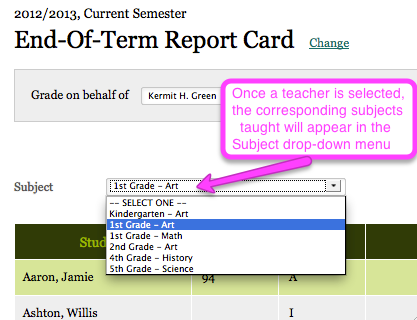 2012/2013, Current Semester
End-Of-Term Report Card Change
Grade on behalf of Kermit H. Green
Once a teacher is selected,
the corresponding subjects
taught will appear in the
Subject drop-down menu
Subject 1st Grade - Art
-- SELECT ONE --
Kindergarten - Art
1st Grade - Art
1st Grade - Math
2nd Grade - Art
4th Grade - History
5th Grade - Science
Stud
Aaron, Jamie 94 A
Ashton, Willis I